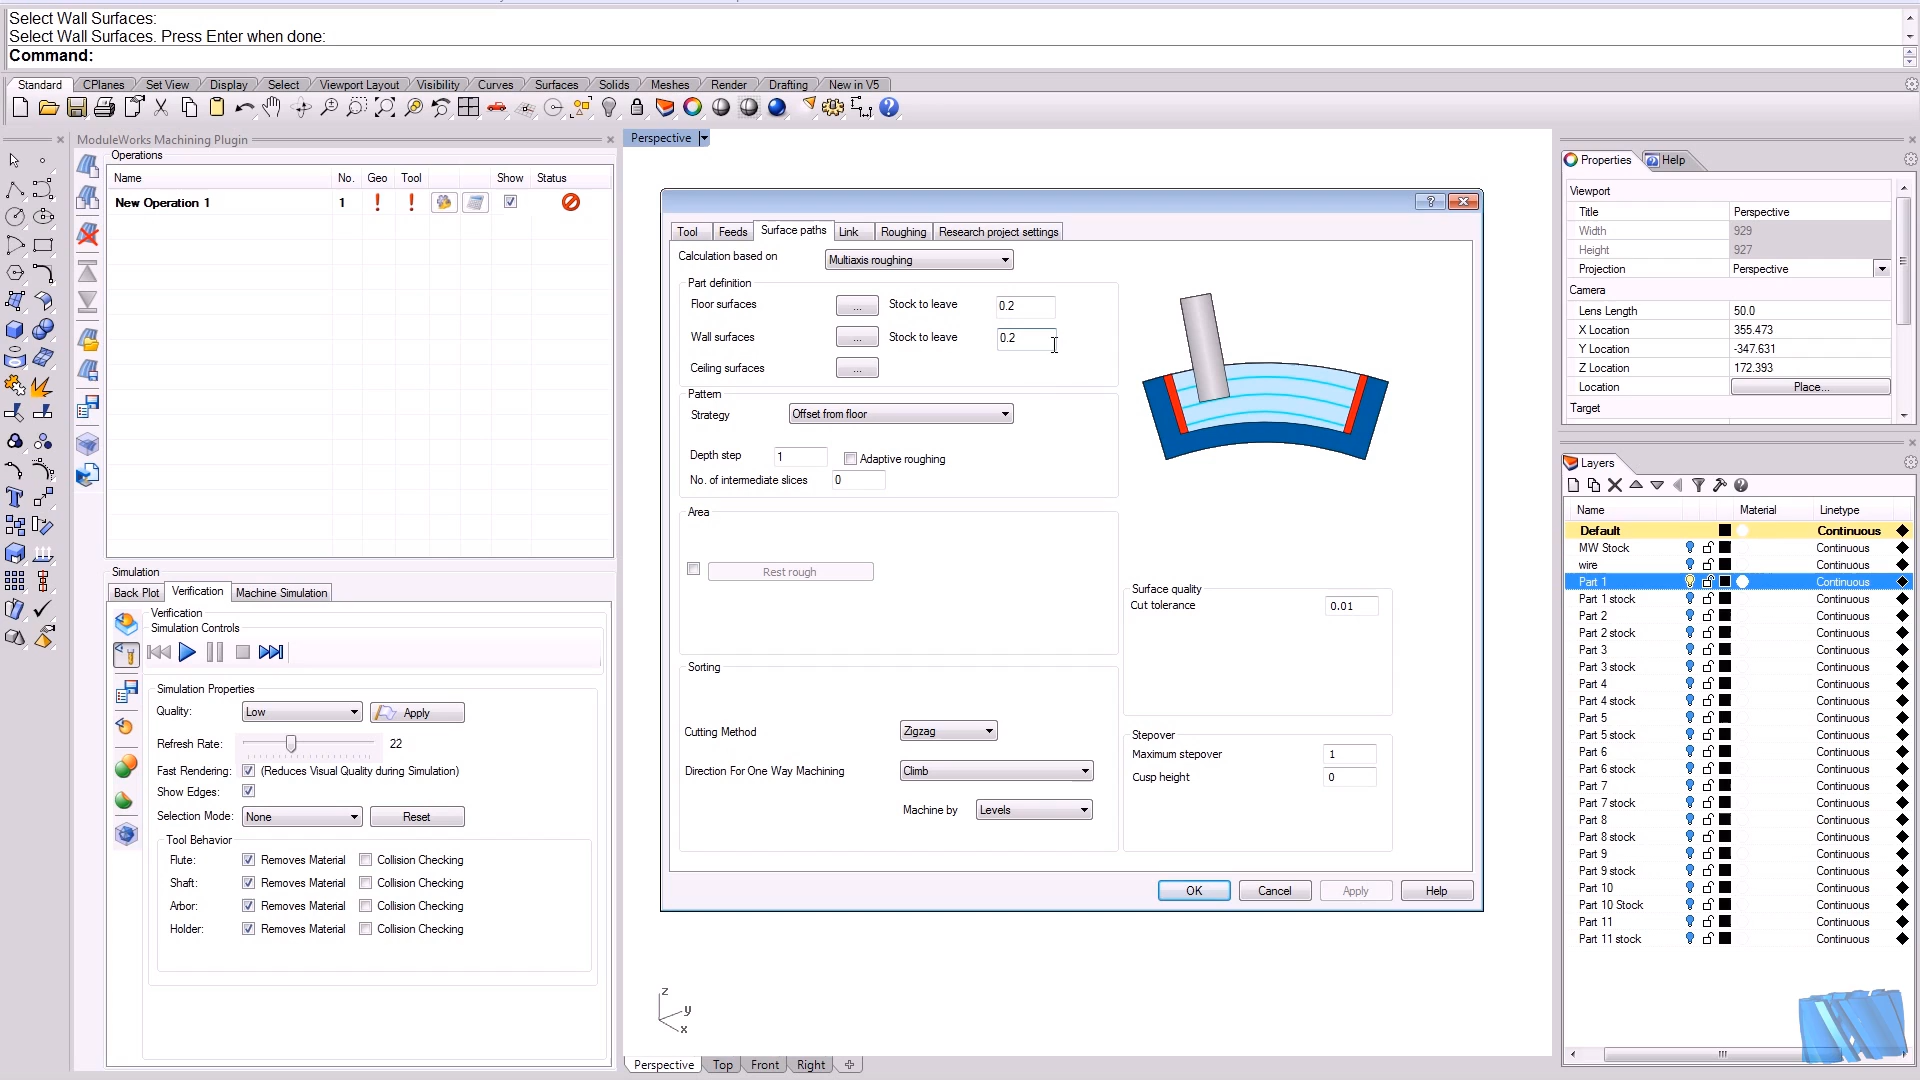 Select Wall Surfaces:
Select Wall Surfaces. Press Enter when done:
Command:
Standard CPlanes Set View Display Select Viewport Layout Visibility Curves Surfaces Solids Meshes Render Drafting New in V5
ModuleWorks Machining Plugin
Operations
Name No. Geo Tool Show Status
New Operation 1 1
Simulation
Back Plot Verification Machine Simulation
Verification
Simulation Controls
Simulation Properties
Quality: Low Apply
Refresh Rate: 22
Fast Rendering: (Reduces Visual Quality during Simulation)
Show Edges:
Selection Mode: None Reset
Tool Behavior
Flute: Removes Material Collision Checking
Shaft: Removes Material Collision Checking
Arbor: Removes Material Collision Checking
Holder: Removes Material Collision Checking
Perspective
Tool Feeds Surface paths Link Roughing Research project settings
Calculation based on Multiaxis roughing
Part definition
Floor surfaces ... Stock to leave 0.2
Wall surfaces ... Stock to leave 0.2
Ceiling surfaces ...
Pattern
Strategy Offset from floor
Depth step 1 Adaptive roughing
No. of intermediate slices 0
Area
Rest rough
Sorting
Cutting Method Zigzag
Direction For One Way Machining Climb
Machine by Levels
Surface quality
Cut tolerance 0.01
Stepover
Maximum stepover 1
Cusp height 0
OK Cancel Apply Help
z
y
x
Perspective Top Front Right
Properties Help
Viewport
Title Perspective
Width 929
Height 927
Projection Perspective
Camera
Lens Length 50.0
X Location 355.473
Y Location -347.631
Z Location 172.393
Location Place...
Target
Layers
Name Material Linetype
Default Continuous
MW Stock Continuous
wire Continuous
Part 1 Continuous
Part 1 stock Continuous
Part 2 Continuous
Part 2 stock Continuous
Part 3 Continuous
Part 3 stock Continuous
Part 4 Continuous
Part 4 stock Continuous
Part 5 Continuous
Part 5 stock Continuous
Part 6 Continuous
Part 6 stock Continuous
Part 7 Continuous
Part 7 stock Continuous
Part 8 Continuous
Part 8 stock Continuous
Part 9 Continuous
Part 9 stock Continuous
Part 10 Continuous
Part 10 Stock Continuous
Part 11 Continuous
Part 11 stock Continuous